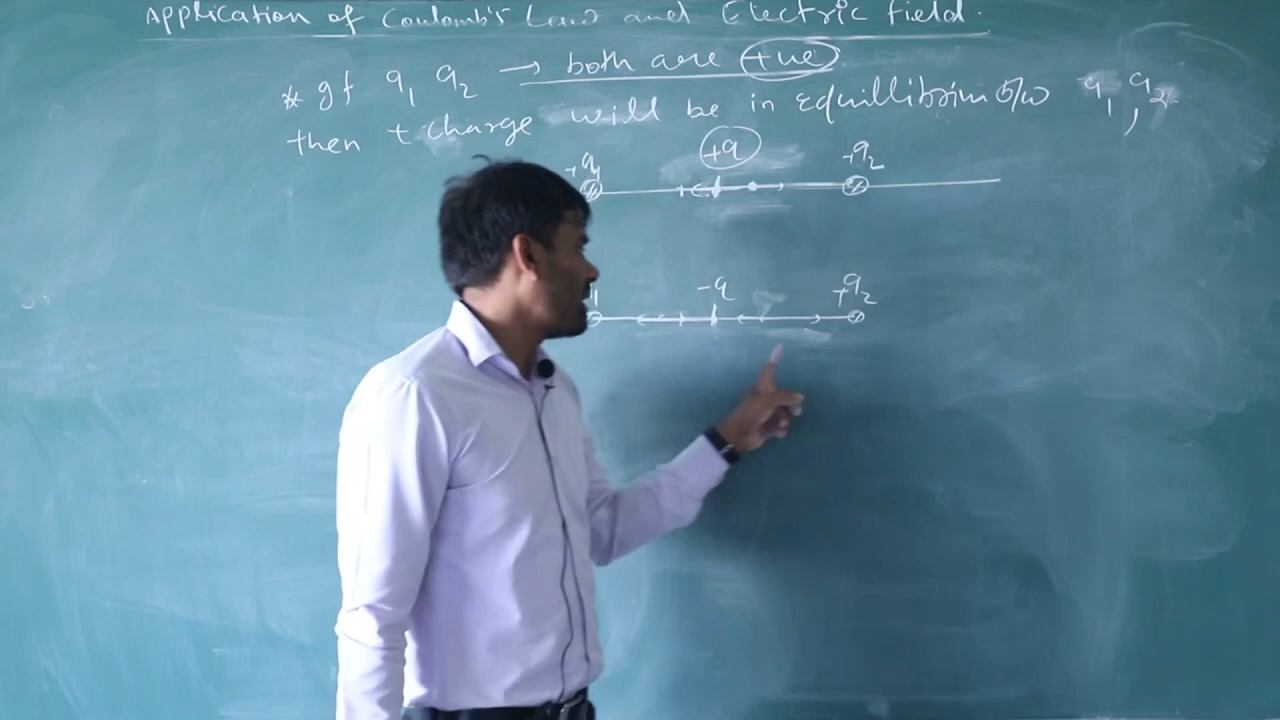 Application of Coulomb's Law and Electric field.
* If q1 q2 → both are +ve
then + charge will be in equillibrim b/w q1, q2
+q1 +q +q2
-q +q2